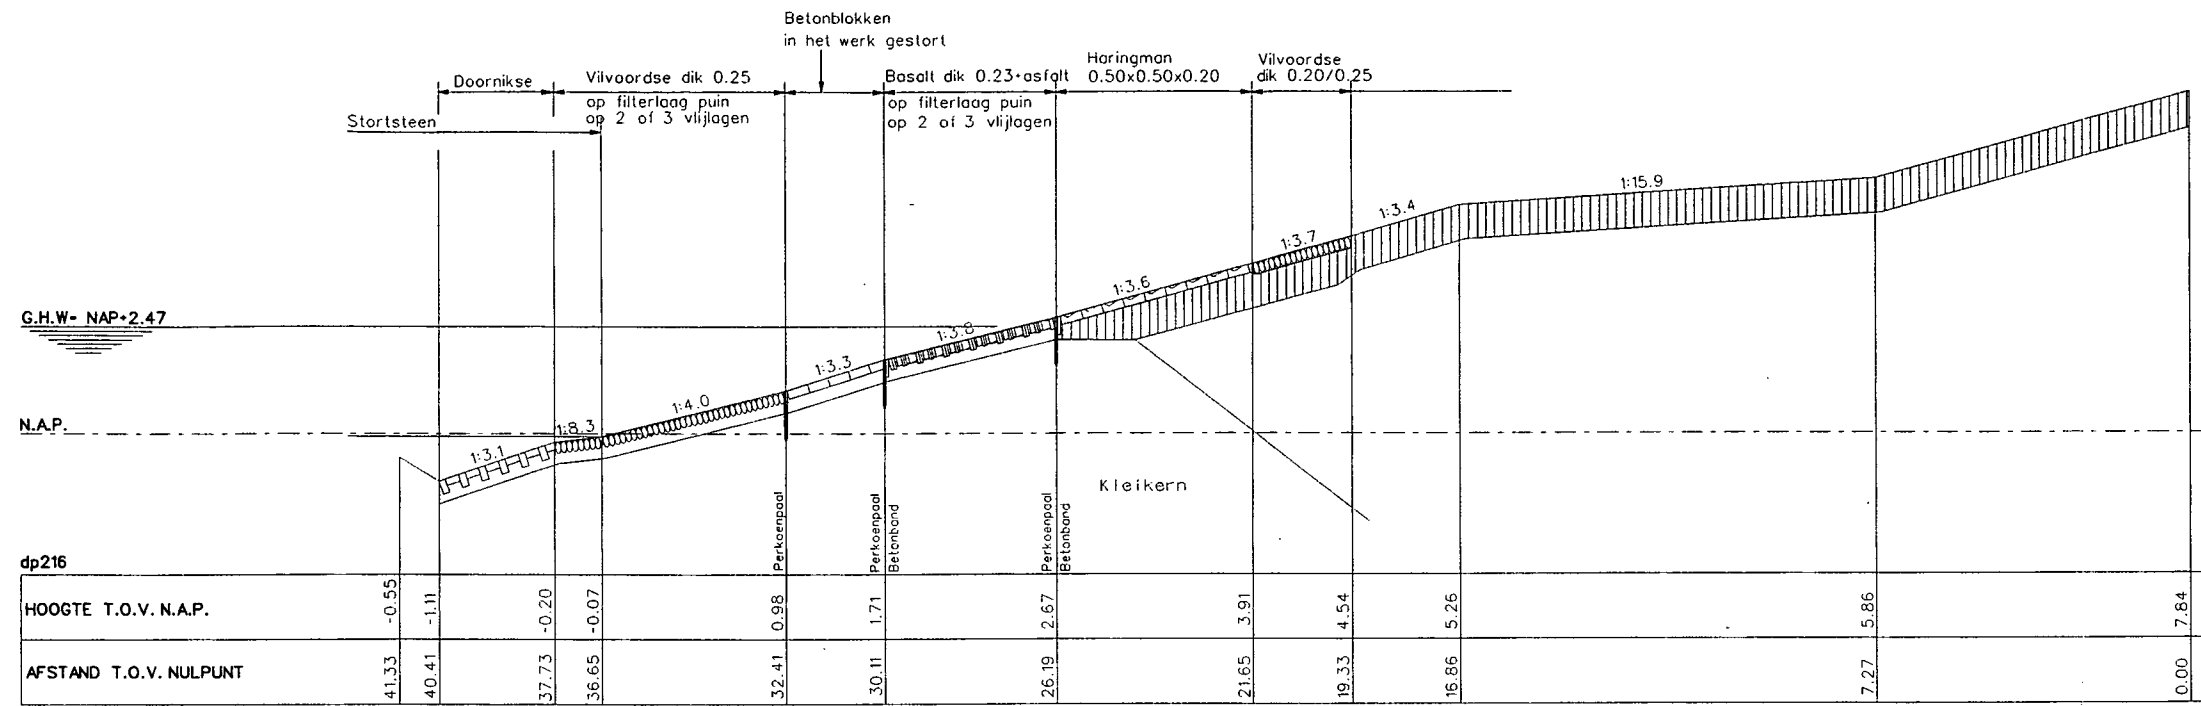 Betonblokken
in het werk gestort
Doornikse
Vilvoordse dik 0.25
op filterlaag puin
op 2 of 3 vlijlagen
Basalt dik 0.23+asfalt
op filterlaag puin
op 2 of 3 vlijlagen
Haringman
0.50x0.50x0.20
Vilvoordse
dik 0.20/0.25
Stortsteen
1:15.9
1:3.4
1:3.7
1:3.6
G.H.W= NAP+2.47
1:3.8
1:3.3
1:4.0
N.A.P.
1:8.3
1:3.1
Kleikern
Perkoenpaal
Perkoenpaal
Betonband
Perkoenpaal
Betonband
dp216
HOOGTE T.O.V. N.A.P. -0.55 -1.11 -0.20 -0.07 0.98 1.71 2.67 3.91 4.54 5.26 5.86 7.84
AFSTAND T.O.V. NULPUNT 41.33 40.41 37.73 36.65 32.41 30.11 26.19 21.65 19.33 16.86 7.27 0.00